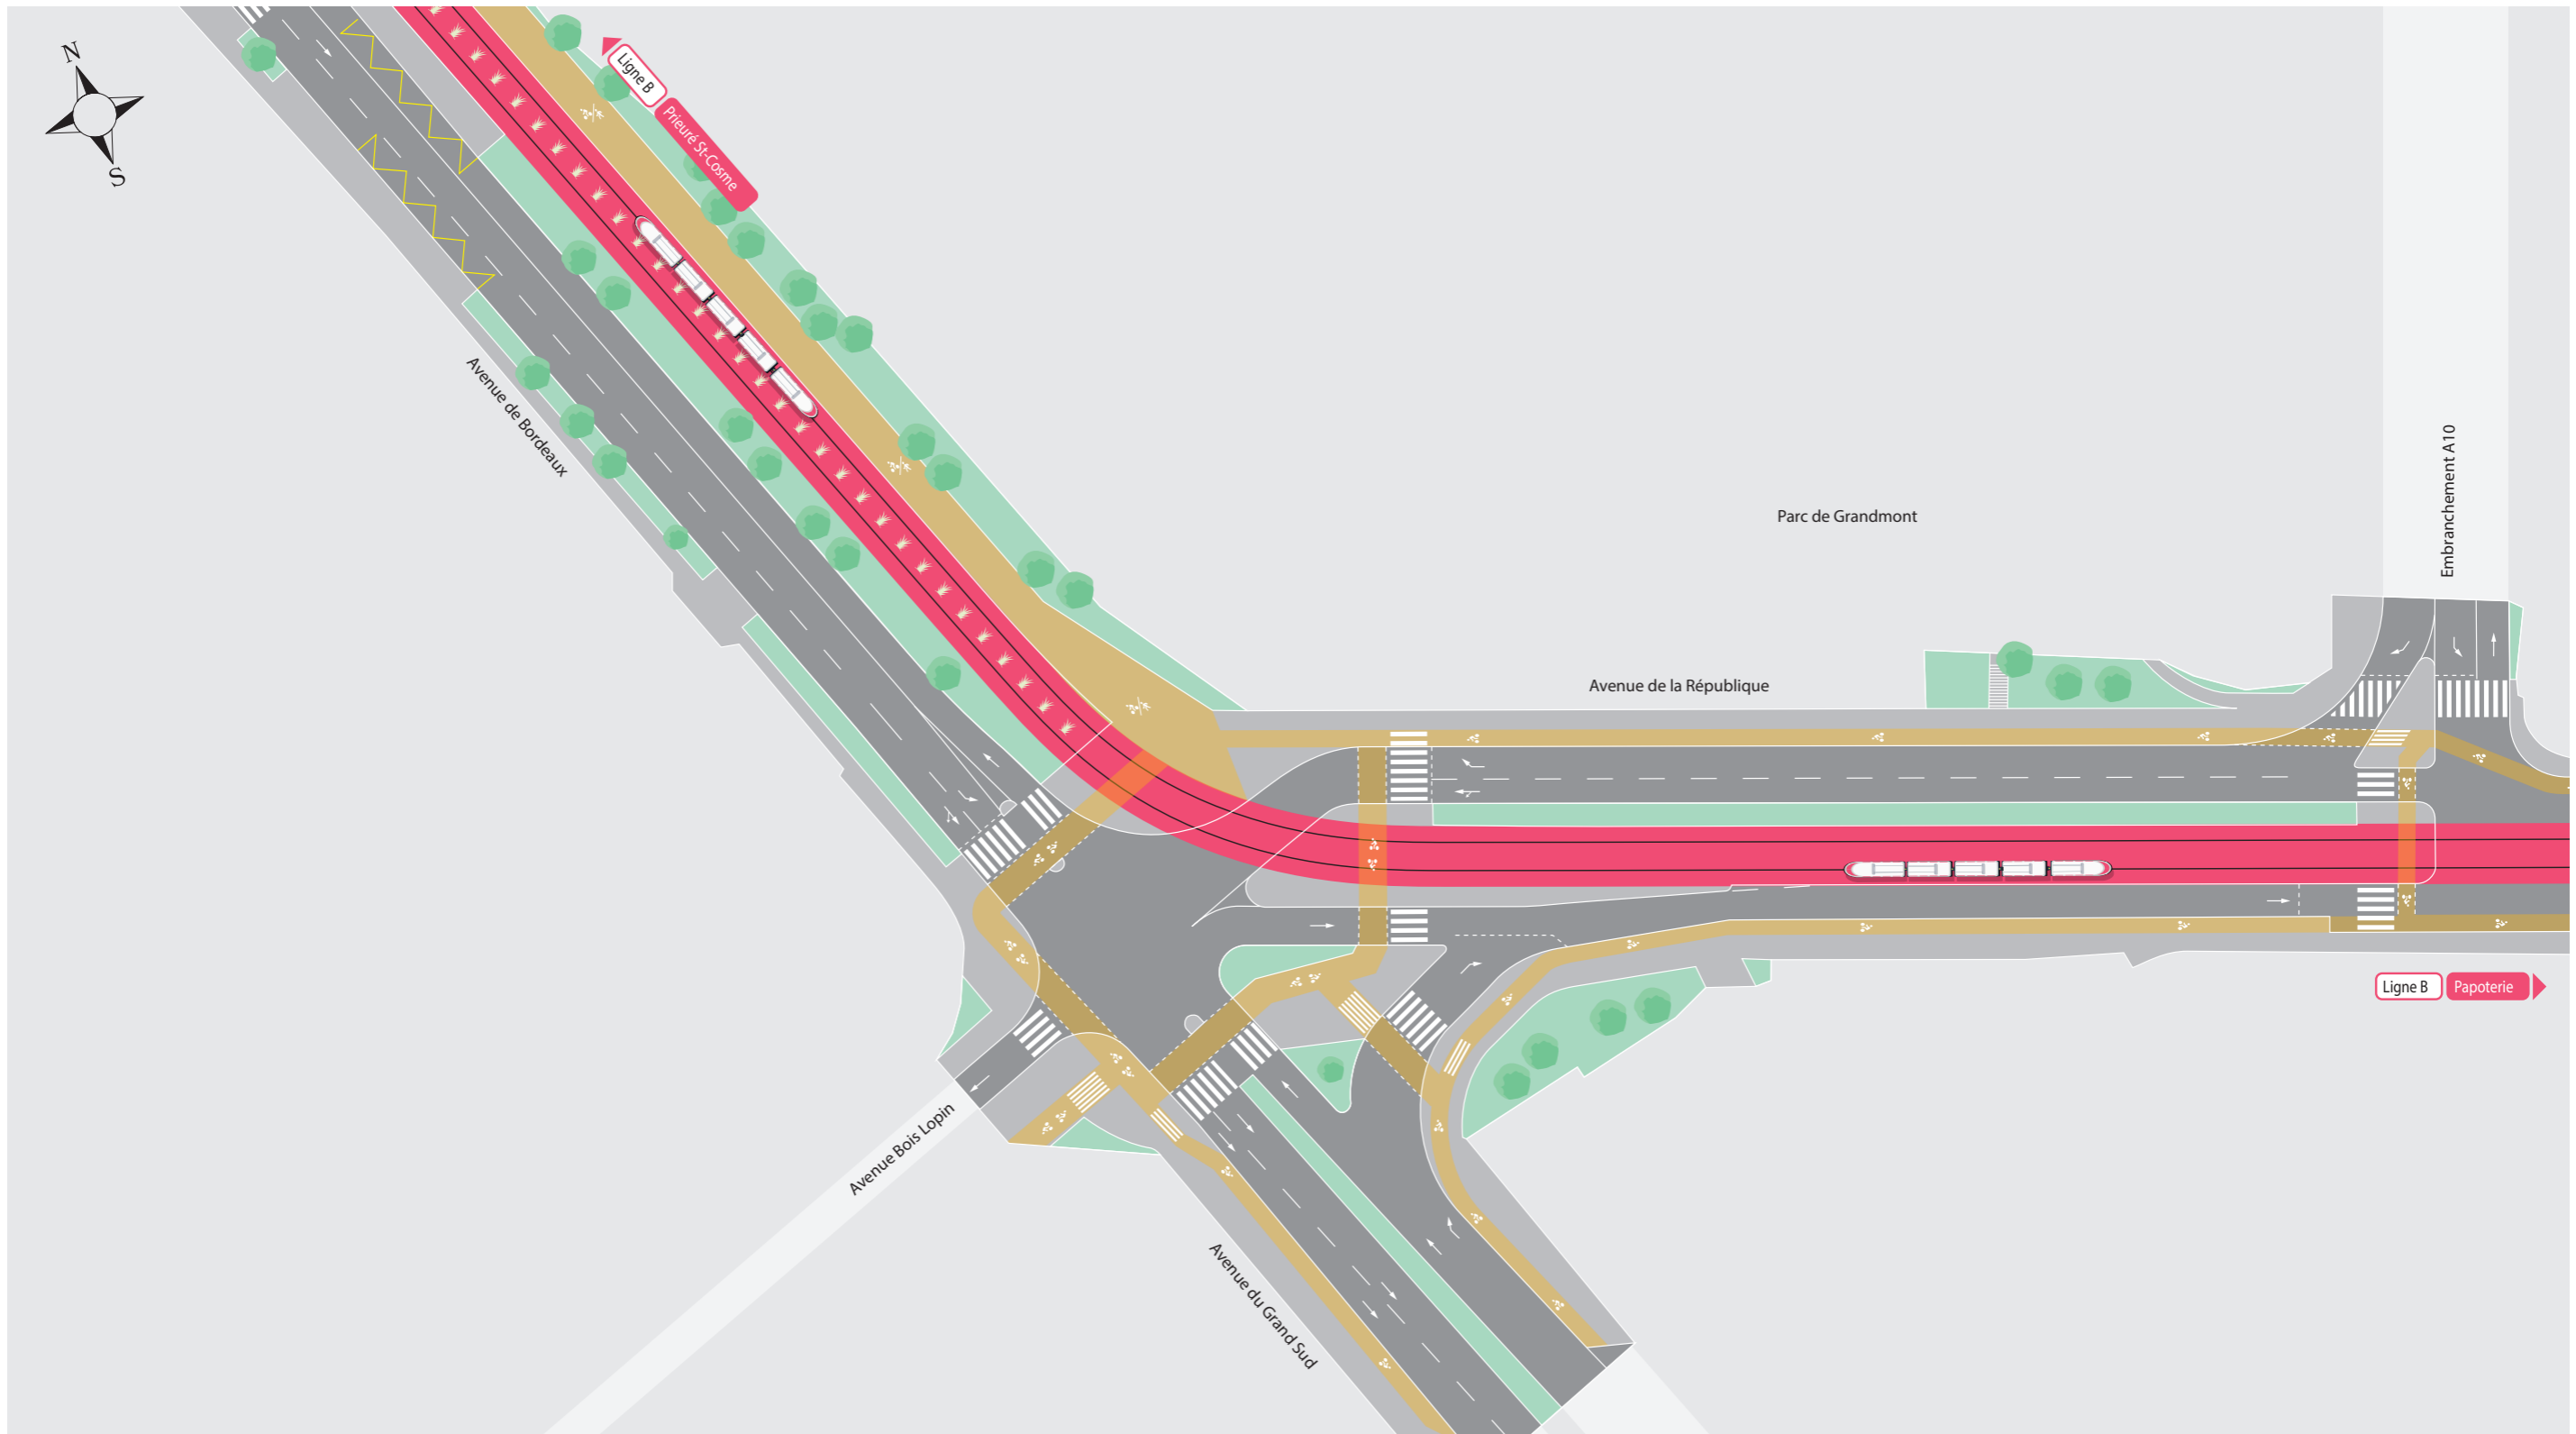 N
S
Ligne B
Prieuré St-Cosme
Avenue de Bordeaux
Parc de Grandmont
Embranchement A10
Avenue de la République
Ligne B
Papoterie
Avenue Bois Lopin
Avenue du Grand Sud